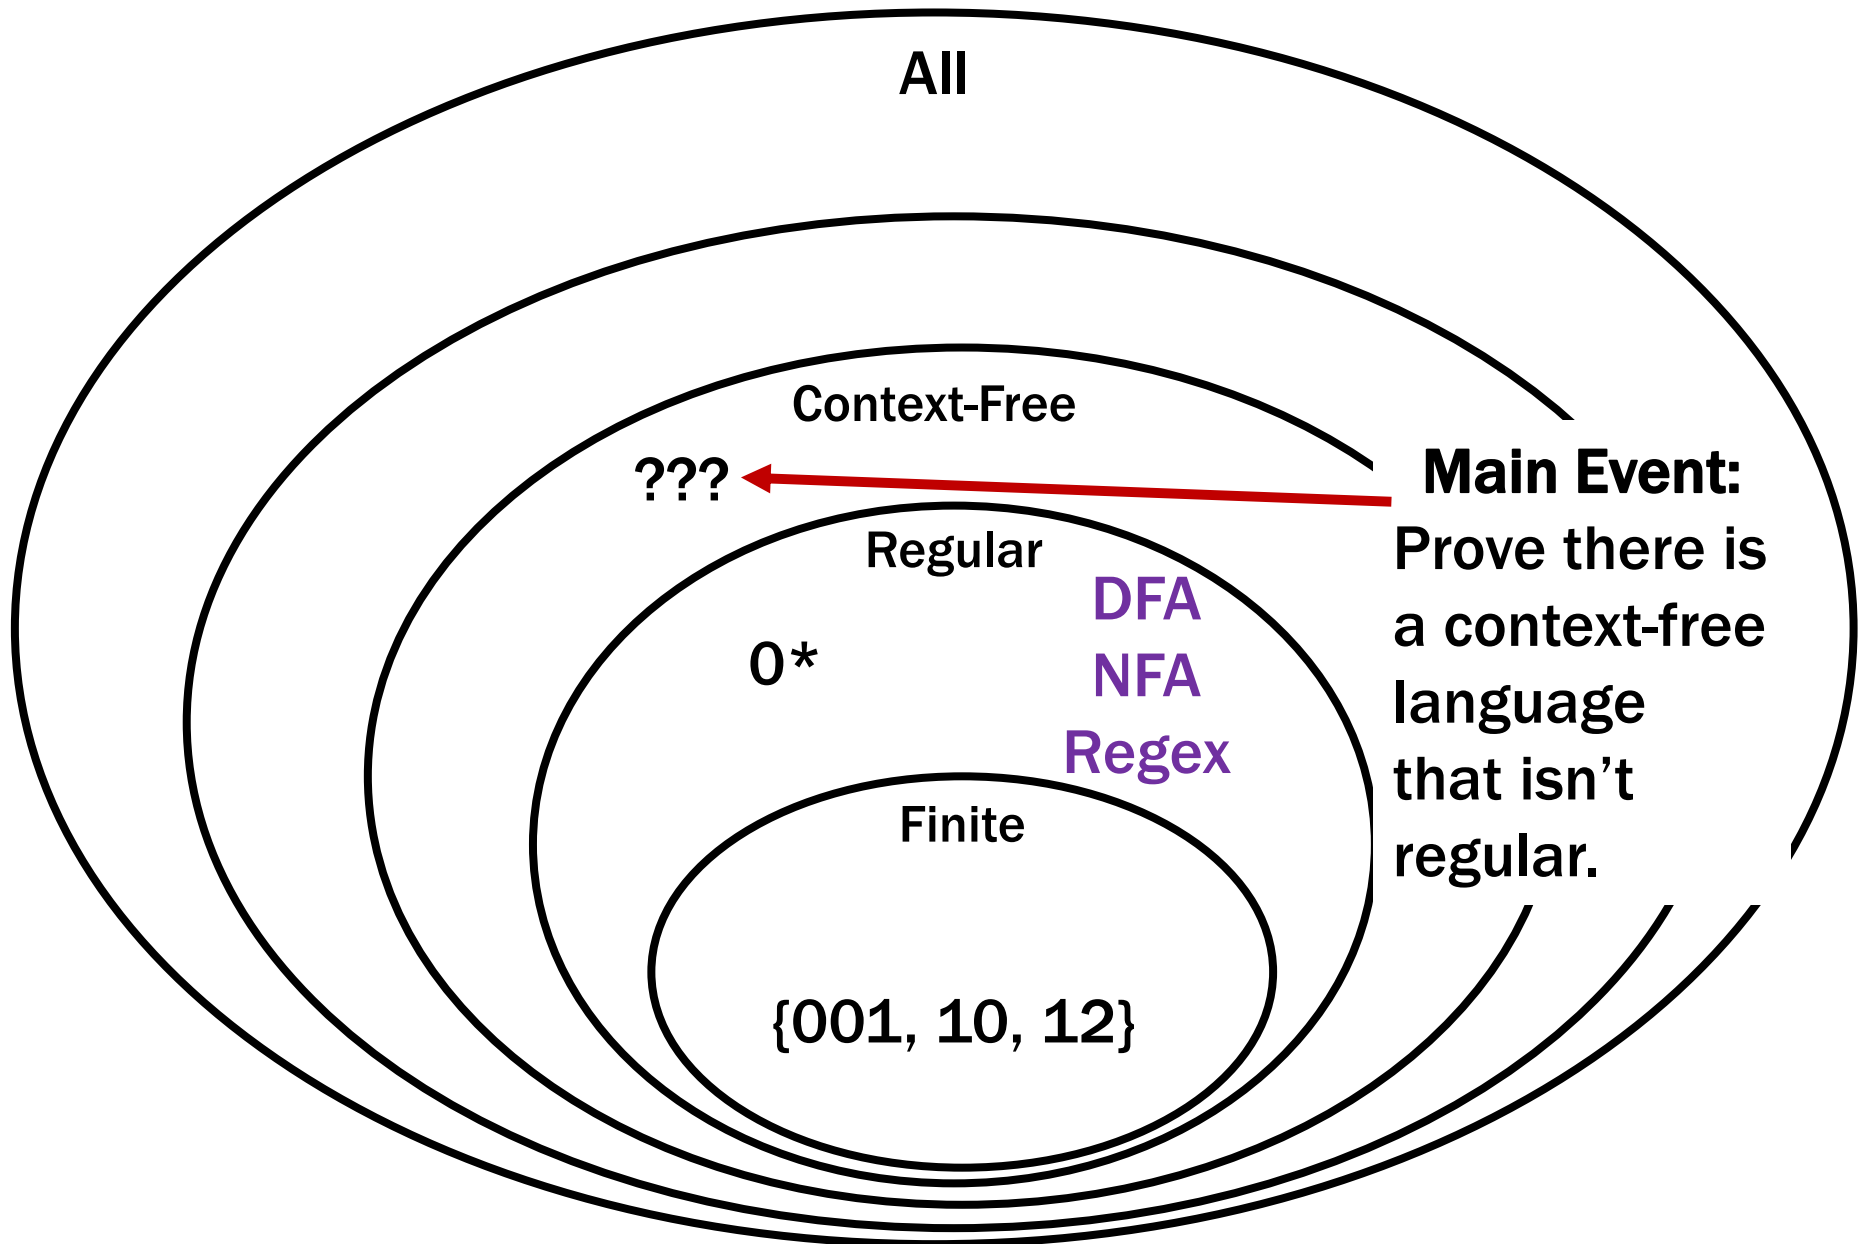 All
Context-Free
???
Main Event:
Prove there is
a context-free
language
that isn’t
regular.
Regular
DFA
NFA
Regex
0*
Finite
{001, 10, 12}